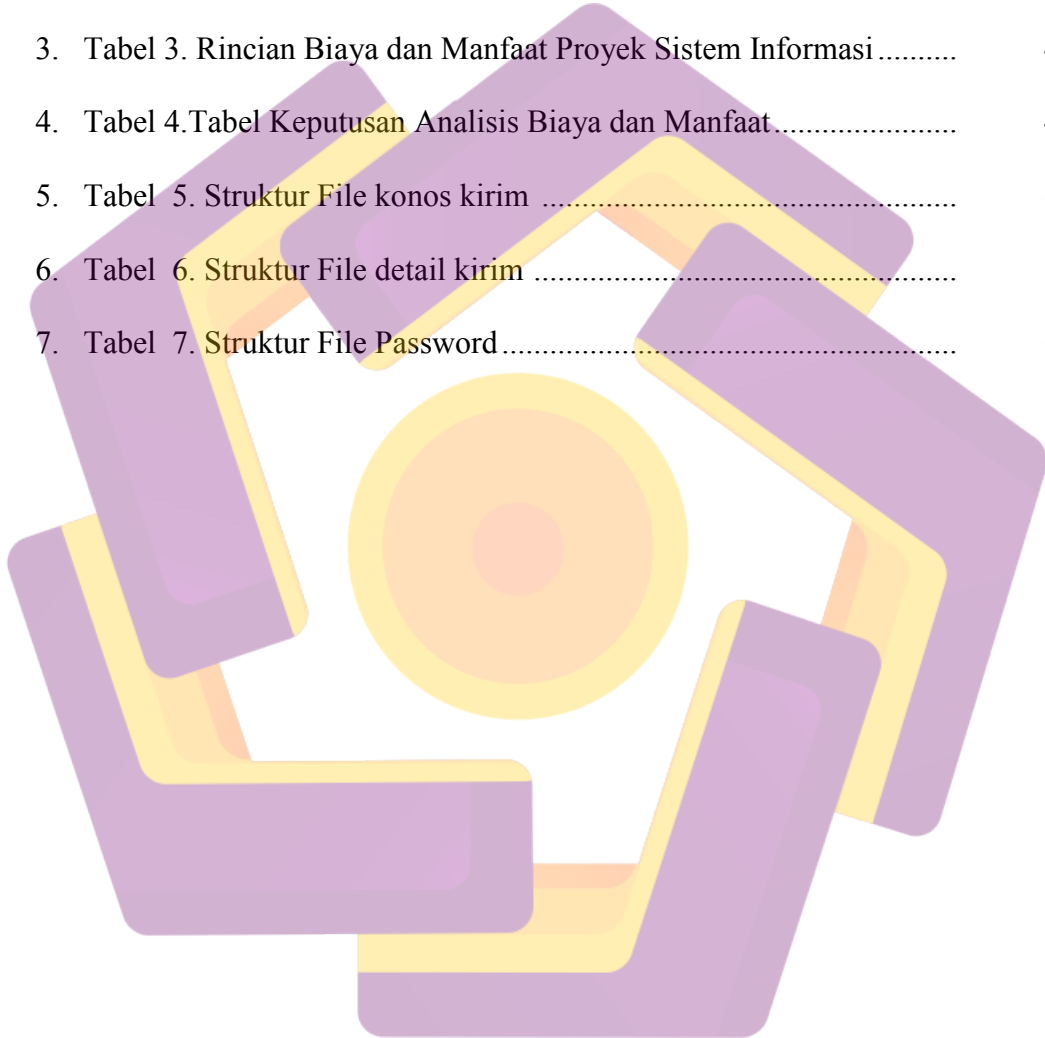 3. Tabel 3. Rincian Biaya dan Manfaat Proyek Sistem Informasi ..........
4. Tabel 4.Tabel Keputusan Analisis Biaya dan Manfaat .......................
5. Tabel 5. Struktur File konos kirim ....................................................
6. Tabel 6. Struktur File detail kirim .....................................................
7. Tabel 7. Struktur File Password .........................................................